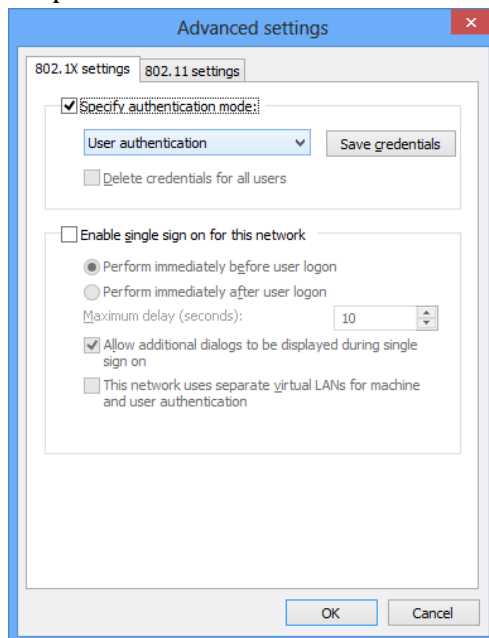 Advanced settings
802.1X settings
802.11 settings
Specify authentication mode:
User authentication
Save credentials
Delete credentials for all users
Enable single sign on for this network
Perform immediately before user logon
Perform immediately after user logon
Maximum delay (seconds):
10
Allow additional dialogs to be displayed during single
sign on
This network uses separate virtual LANs for machine
and user authentication
OK
Cancel